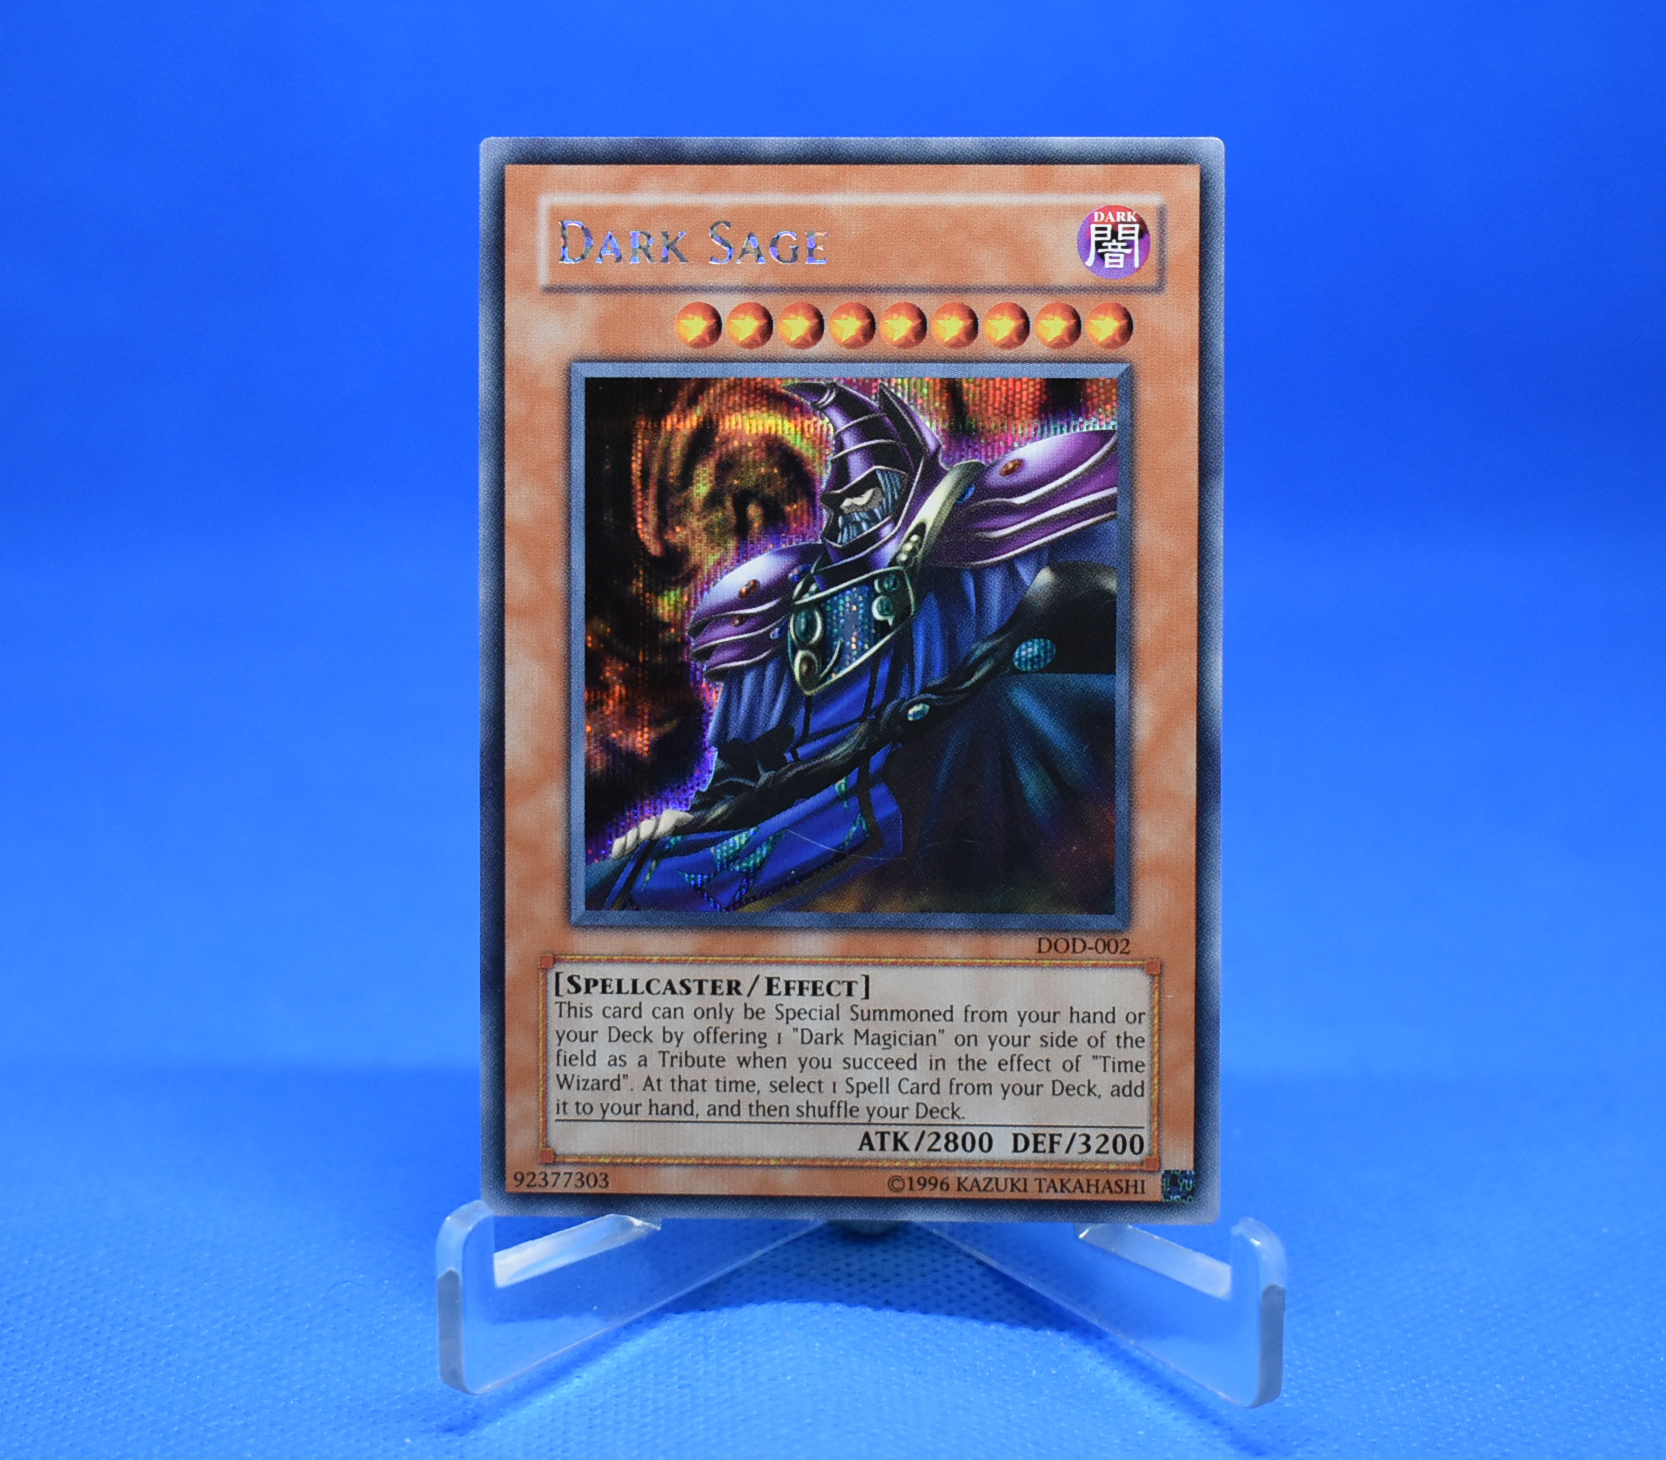 DARK SAGE
DARK
闇
DOD-002
[SPELLCASTER/EFFECT]
This card can only be Special Summoned from your hand or
your Deck by offering 1 "Dark Magician" on your side of the
field as a Tribute when you succeed in the effect of "Time
Wizard". At that time, select 1 Spell Card from your Deck, add
it to your hand, and then shuffle your Deck.
ATK/2800 DEF/3200
92377303
©1996 KAZUKI TAKAHASHI